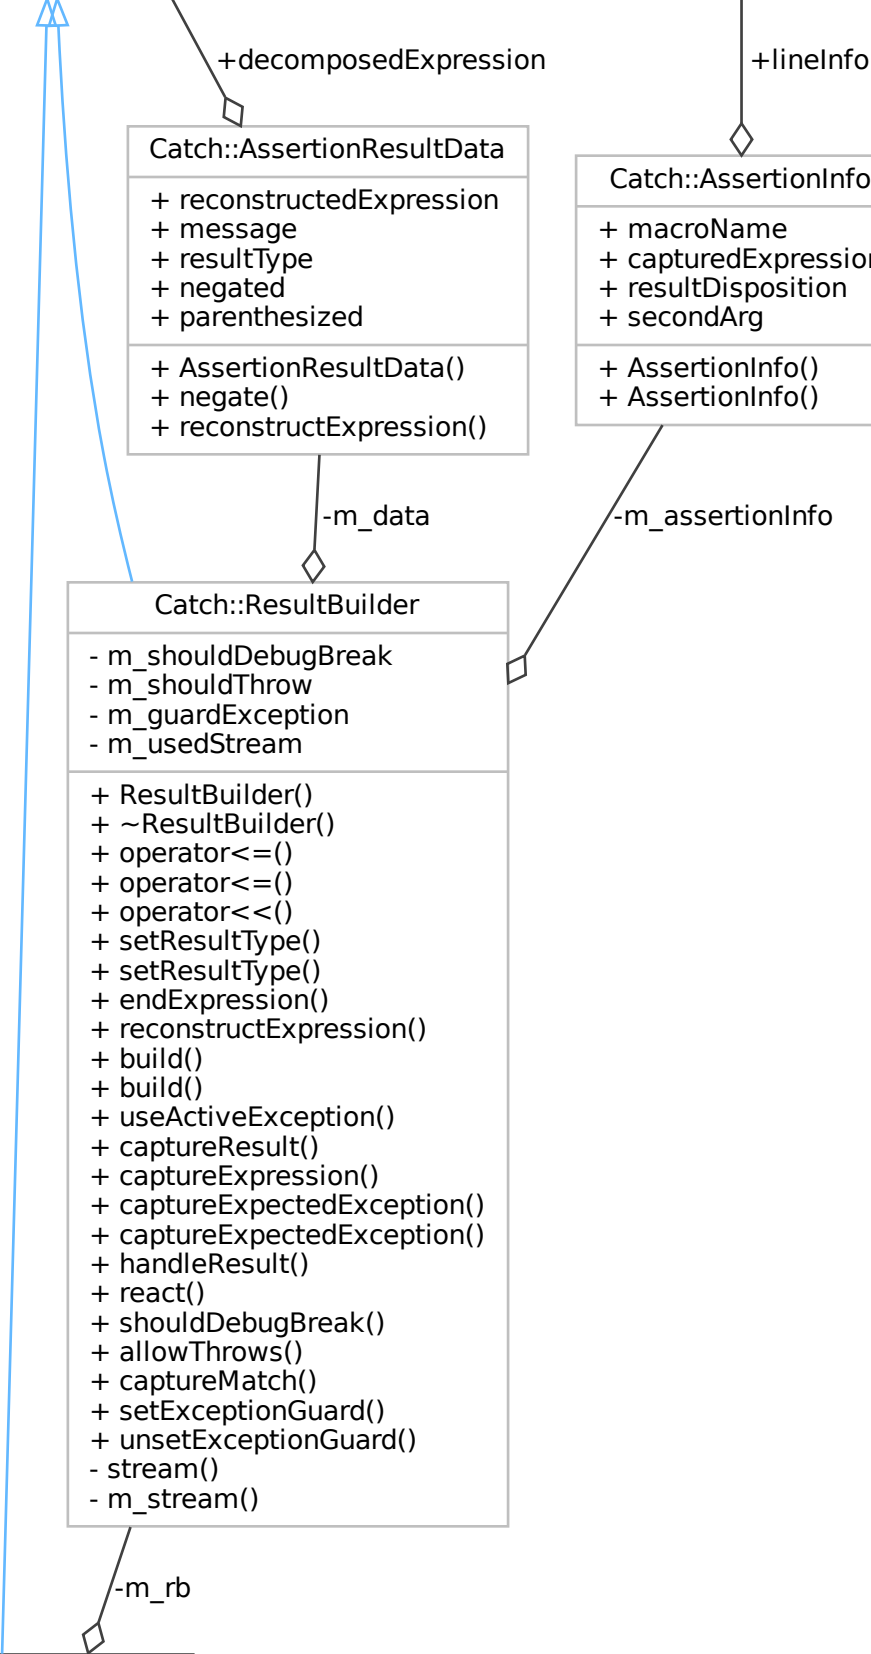 +decomposedExpression
+lineInfo
Catch::AssertionResultData
+ reconstructedExpression
+ message
+ resultType
+ negated
+ parenthesized
+ AssertionResultData()
+ negate()
+ reconstructExpression()
Catch::AssertionInfo
+ macroName
+ capturedExpression
+ resultDisposition
+ secondArg
+ AssertionInfo()
+ AssertionInfo()
-m_data
-m_assertionInfo
Catch::ResultBuilder
- m_shouldDebugBreak
- m_shouldThrow
- m_guardException
- m_usedStream
+ ResultBuilder()
+ ~ResultBuilder()
+ operator<=()
+ operator<=()
+ operator<<()
+ setResultType()
+ setResultType()
+ endExpression()
+ reconstructExpression()
+ build()
+ build()
+ useActiveException()
+ captureResult()
+ captureExpression()
+ captureExpectedException()
+ captureExpectedException()
+ handleResult()
+ react()
+ shouldDebugBreak()
+ allowThrows()
+ captureMatch()
+ setExceptionGuard()
+ unsetExceptionGuard()
- stream()
- m_stream()
-m_rb